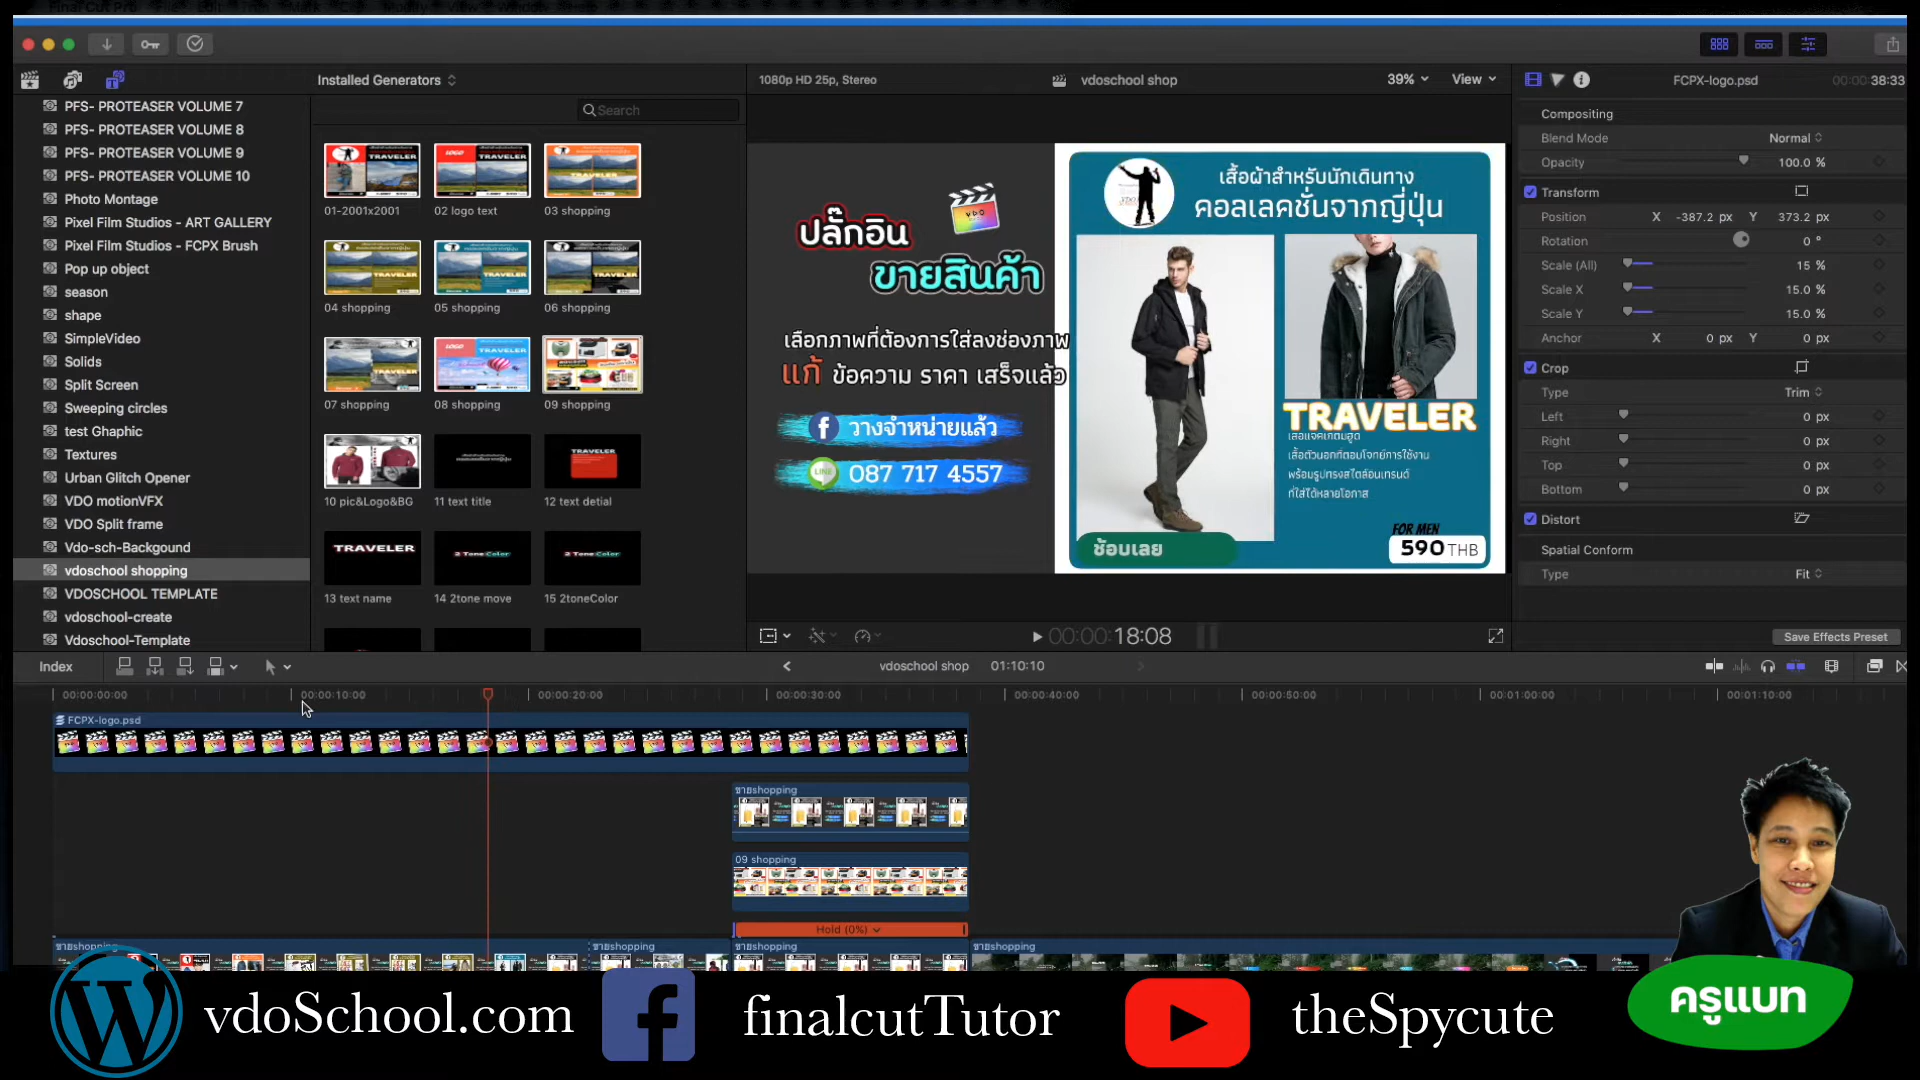 Installed Generators
1080p HD 25p, Stereo
vdoschool shop
39%
View
FCPX-logo.psd
38:33
PFS- PROTEASER VOLUME 7
PFS- PROTEASER VOLUME 8
PFS- PROTEASER VOLUME 9
PFS- PROTEASER VOLUME 10
Photo Montage
Pixel Film Studios - ART GALLERY
Pixel Film Studios - FCPX Brush
Pop up object
season
shape
SimpleVideo
Solids
Split Screen
Sweeping circles
test Ghaphic
Textures
Urban Glitch Opener
VDO motionVFX
VDO Split frame
Vdo-sch-Backgound
vdoschool shopping
VDOSCHOOL TEMPLATE
vdoschool-create
Vdoschool-Template
Search
01-2001x2001
02 logo text
03 shopping
04 shopping
05 shopping
06 shopping
07 shopping
08 shopping
09 shopping
10 pic&Logo&BG
11 text title
12 text detial
13 text name
14 2tone move
15 2toneColor
ปลั๊กอิน
ขายสินค้า
เลือกภาพที่ต้องการใส่ลงช่องภาพ
แก้ ข้อความ ราคา เสร็จแล้ว
วางจำหน่ายแล้ว
LINE
087 717 4557
เสื้อผ้าสำหรับนักเดินทาง
คอลเลคชั่นจากญี่ปุ่น
TRAVELER
เสื้อตัวนอกที่ตอบโจทย์การใช้งาน
พร้อมรูปทรงสไตล์อนเทรนด์
ที่ใส่ได้หลายโอกาส
FOR MEN
590 THB
ช้อบเลย
Compositing
Blend Mode
Normal
Opacity
100.0 %
Transform
Position X -387.2 px Y 373.2 px
Rotation 0 °
Scale (All) 15 %
Scale X 15.0 %
Scale Y 15.0 %
Anchor X 0 px Y 0 px
Crop
Type Trim
Left 0 px
Right 0 px
Top 0 px
Bottom 0 px
Distort
Spatial Conform
Type Fit
Save Effects Preset
00:00:18:08
Index
vdoschool shop
01:10:10
00:00:00:00
00:00:10:00
00:00:20:00
00:00:30:00
00:00:40:00
00:00:50:00
00:01:00:00
00:01:10:00
FCPX-logo.psd
ขายshopping
09 shopping
Hold (0%)
ขายshopping
ขายshopping
ขายshopping
ขายshopping
vdoSchool.com
finalcutTutor
theSpycute
ครูแบท